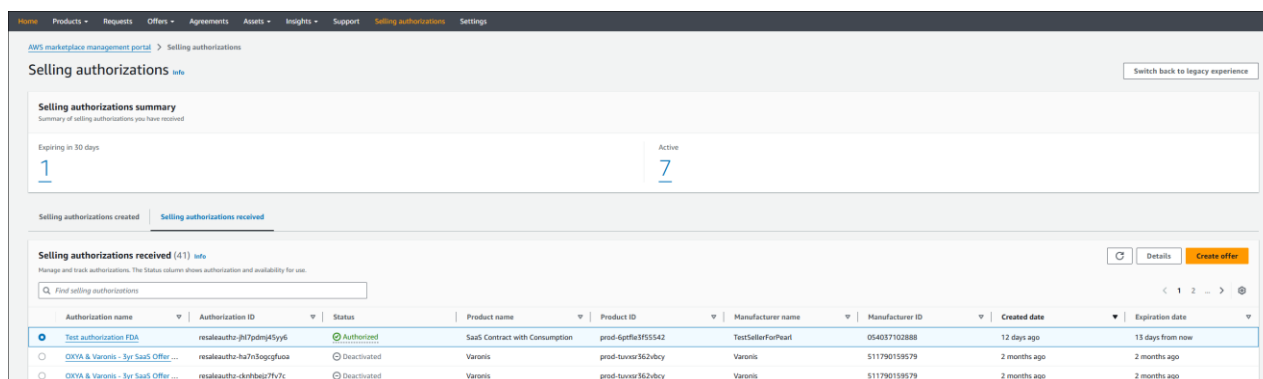 Home Products Requests Offers Agreements Assets Insights Support Selling authorizations Settings
AWS marketplace management portal > Selling authorizations
Selling authorizations Info
Switch back to legacy experience
Selling authorizations summary
Summary of selling authorizations you have received
Expiring in 30 days Active
1 7
Selling authorizations created Selling authorizations received
Selling authorizations received (41) Info
Details Create offer
Manage and track authorizations. The Status column shows authorization and availability for use.
Find selling authorizations
< 1 2 ... >
Authorization name Authorization ID Status Product name Product ID Manufacturer name Manufacturer ID Created date Expiration date
Test authorization FDA resaleauthz-jhl7pdmj45yy6 Authorized SaaS Contract with Consumption prod-6ptfle3f55542 TestSellerForPearl 054037102888 12 days ago 13 days from now
OXYA & Varonis - 3yr SaaS Offer ... resaleauthz-ha7n3oqcgfuoa Deactivated Varonis prod-tuvxsr362vbcy Varonis 511790159579 2 months ago 2 months ago
OXYA & Varonis - 3yr SaaS Offer ... resaleauthz-cknhbejz7fv7c Deactivated Varonis prod-tuvxsr362vbcy Varonis 511790159579 2 months ago 2 months ago